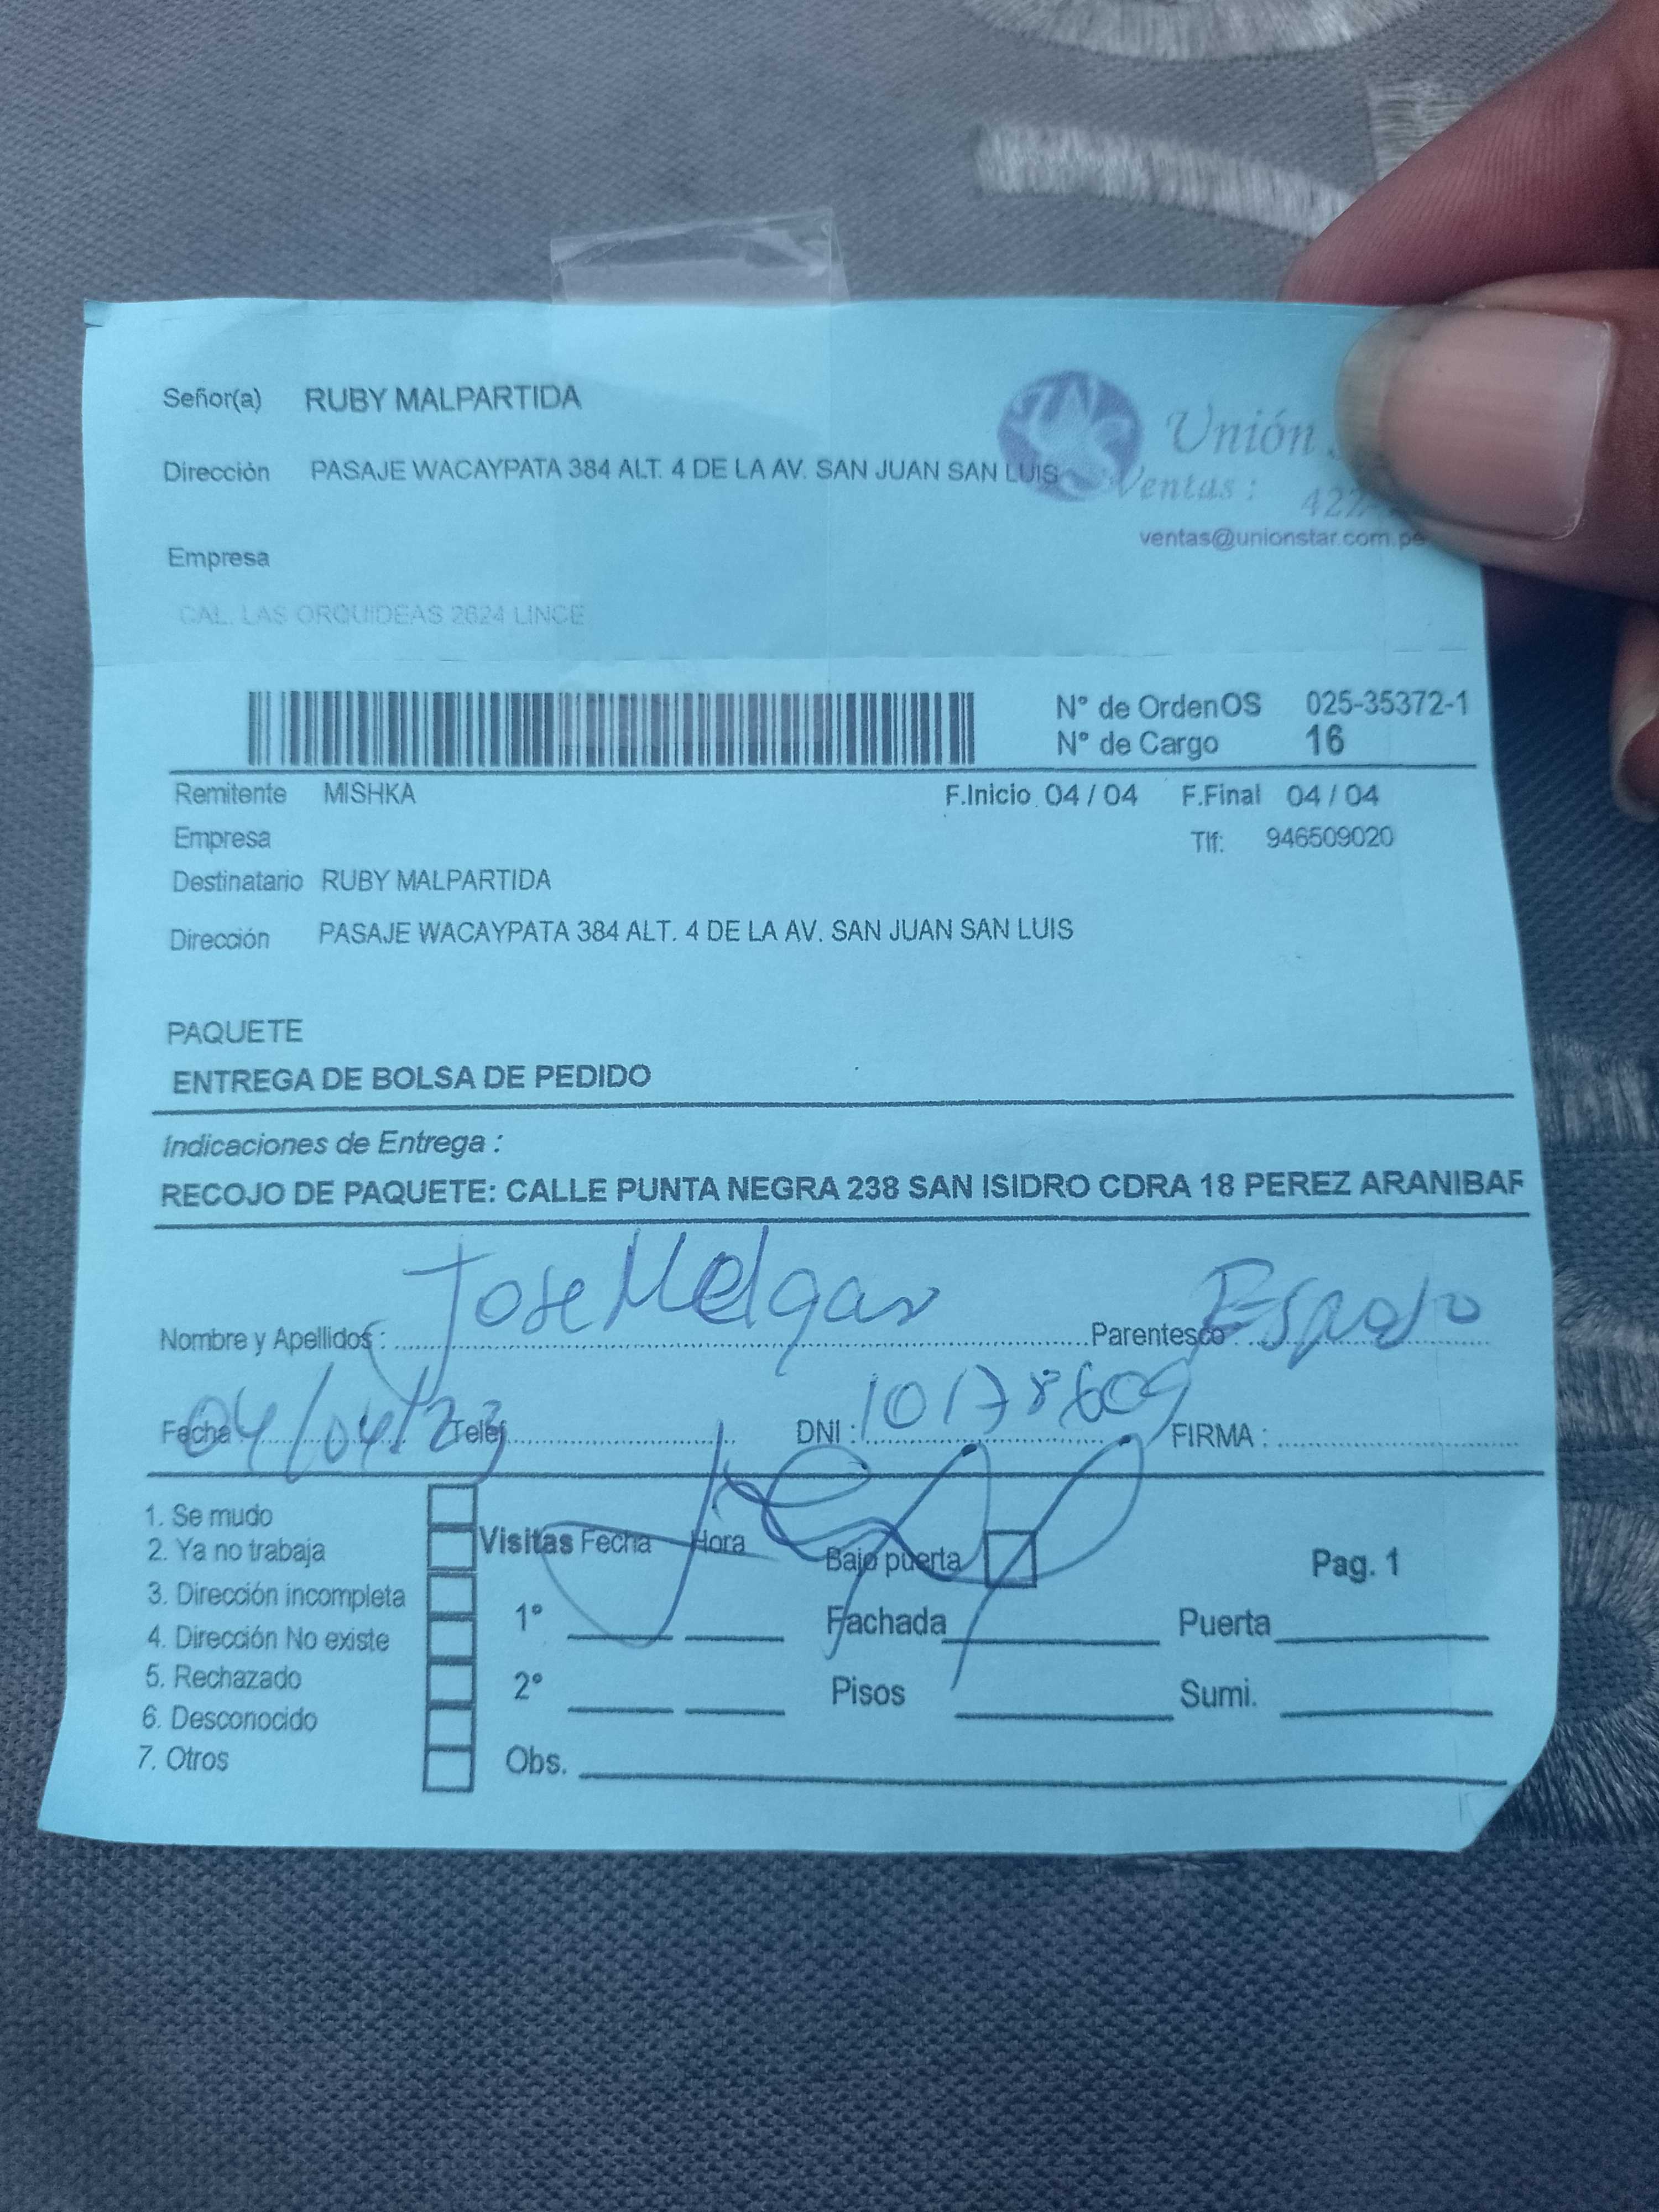 Señor(a) RUBY MALPARTIDA
Unión
Dirección PASAJE WACAYPATA 384 ALT. 4 DE LA AV. SAN JUAN SAN LUIS
Ventas : 422
ventas@unionstar.com.pe
Empresa
CAL. LAS ORQUIDEAS 2624 LINCE
N° de OrdenOS 025-35372-1
N° de Cargo 16
Remitente MISHKA F.Inicio 04 / 04 F.Final 04 / 04
Empresa Tlf: 946509020
Destinatario RUBY MALPARTIDA
Dirección PASAJE WACAYPATA 384 ALT. 4 DE LA AV. SAN JUAN SAN LUIS
PAQUETE
ENTREGA DE BOLSA DE PEDIDO
Indicaciones de Entrega :
RECOJO DE PAQUETE: CALLE PUNTA NEGRA 238 SAN ISIDRO CDRA 18 PEREZ ARANIBAR
Nombre y Apellidos : Jose Melgar Parentesco : Esposo
Fecha 04/04/23 Telef DNI : 10178609 FIRMA :
1. Se mudo
2. Ya no trabaja
3. Dirección incompleta
4. Dirección No existe
5. Rechazado
6. Desconocido
7. Otros
Visitas Fecha Hora Bajo puerta Pag. 1
1° Fachada Puerta
2° Pisos Sumi.
Obs.